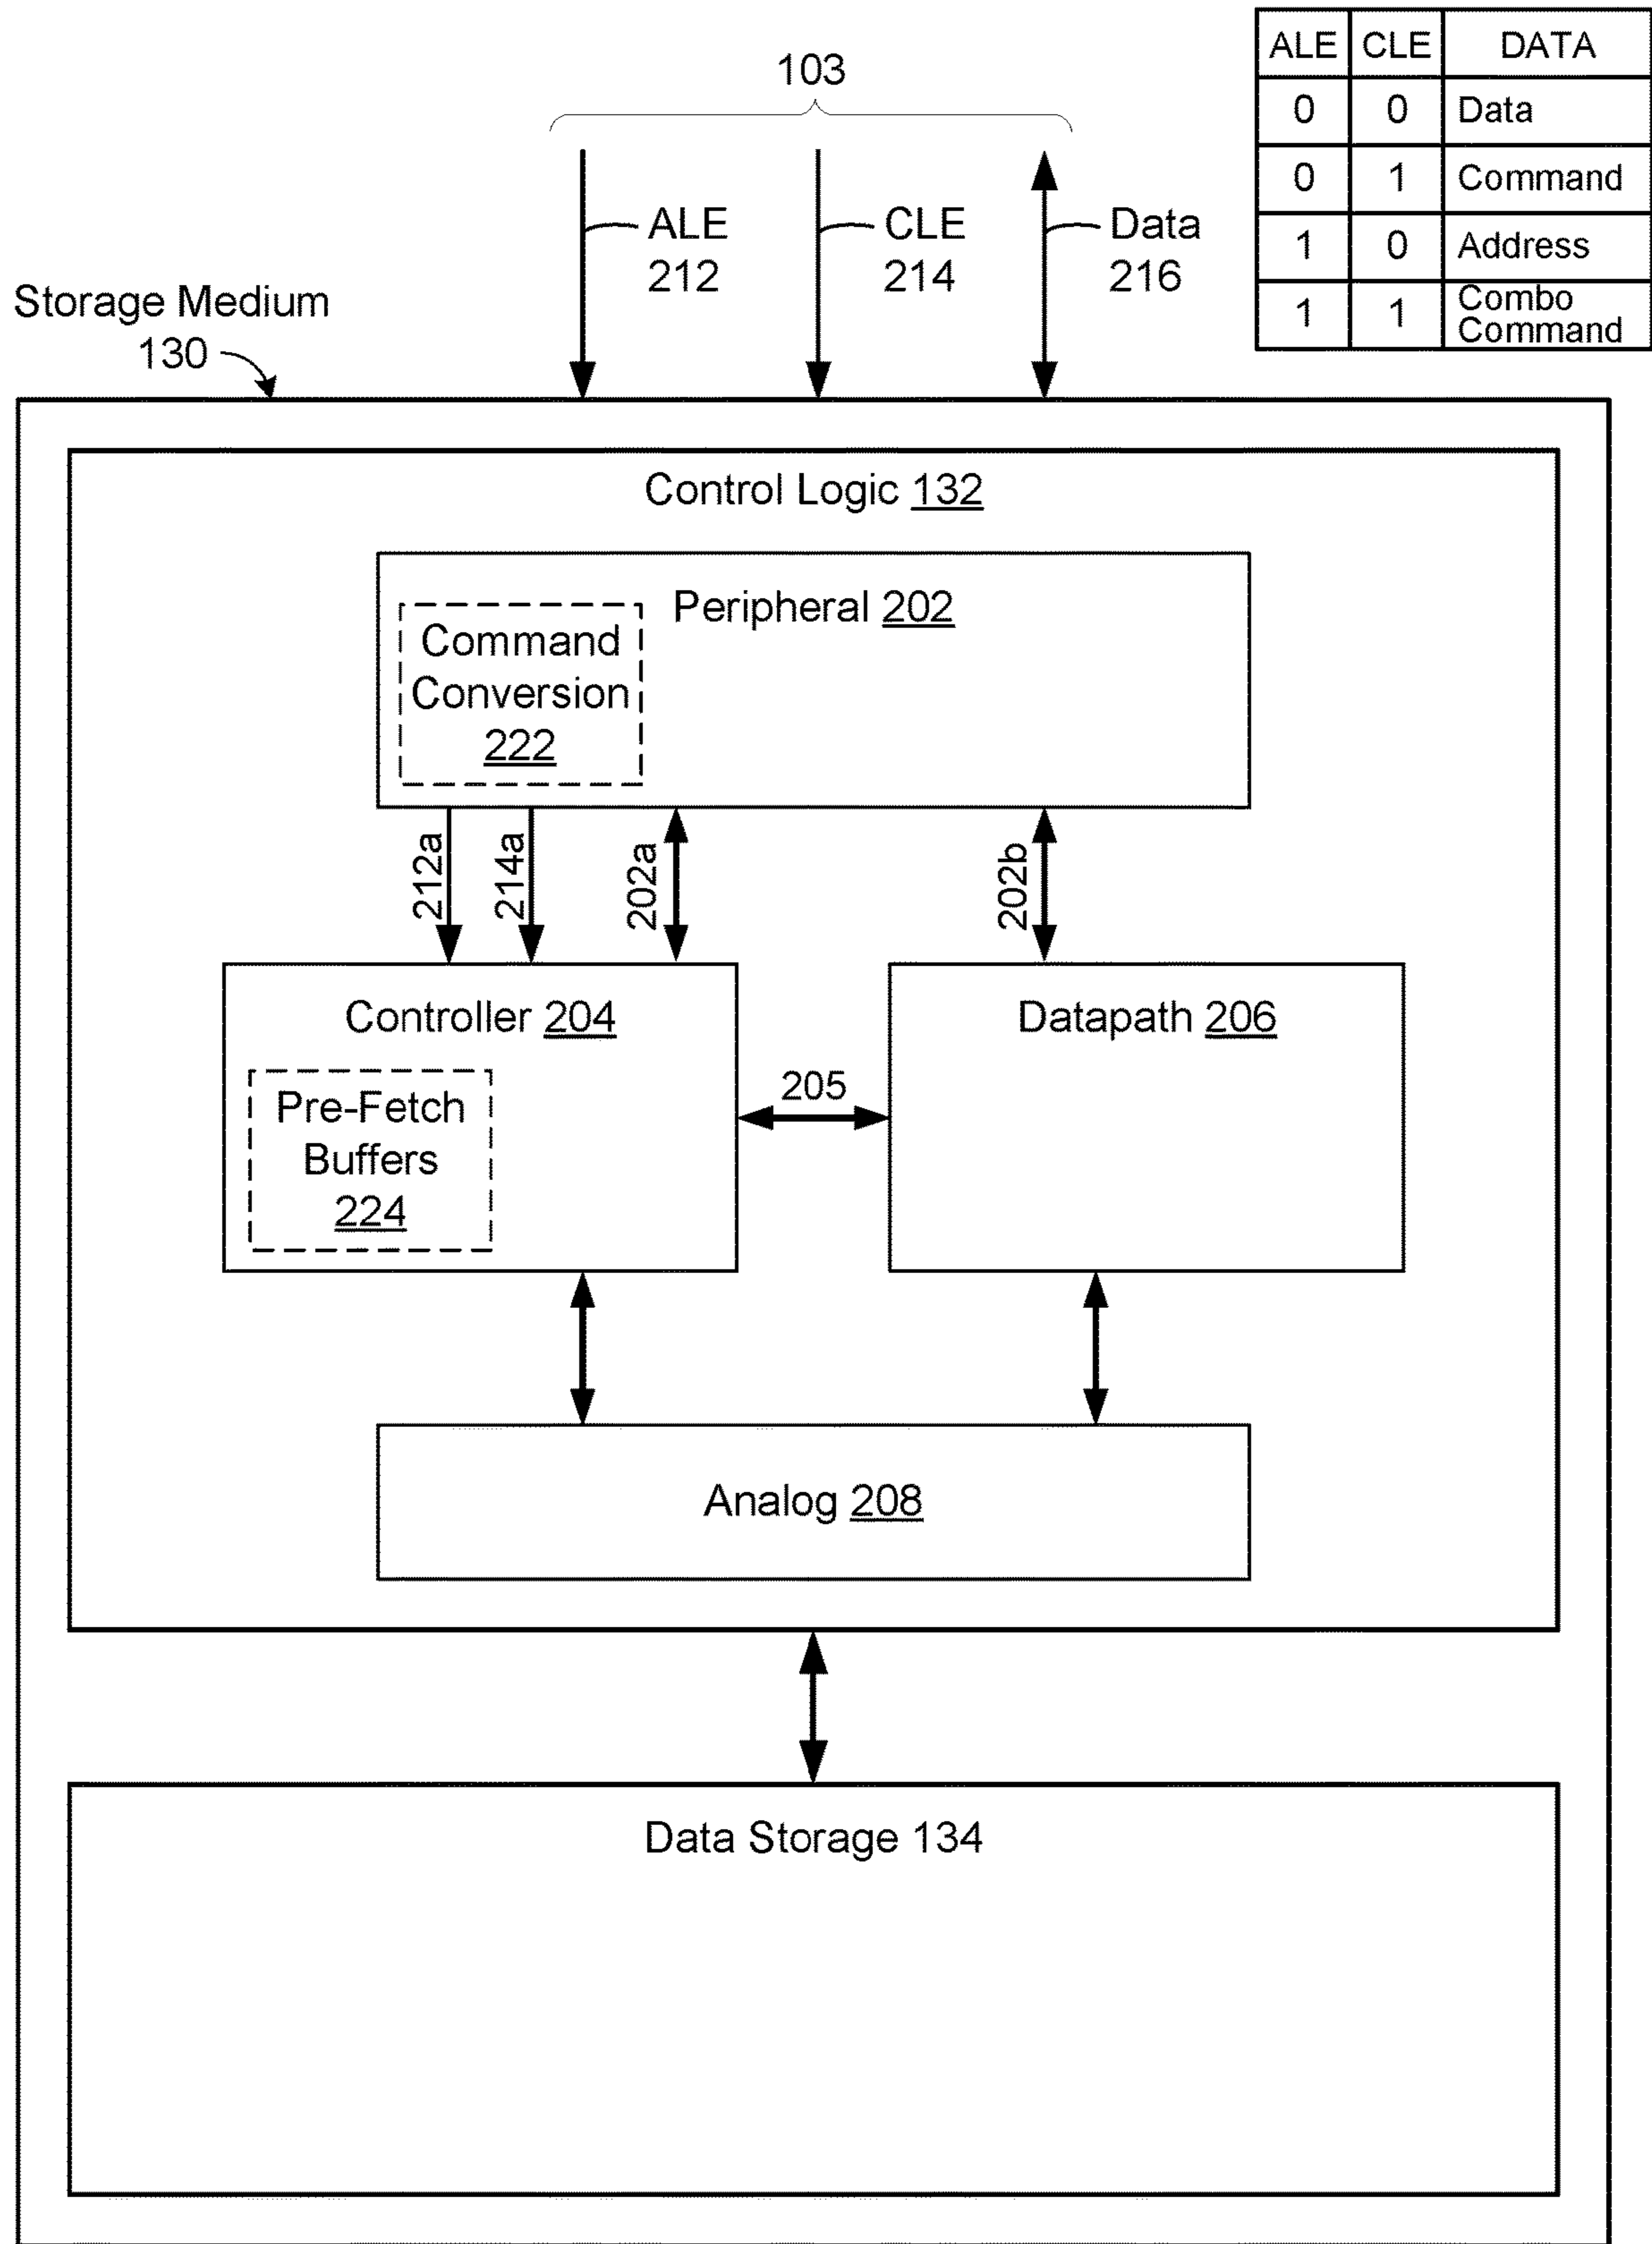 ALE CLE DATA
0 0 Data
0 1 Command
1 0 Address
1 1 Combo
Command
103
ALE
212
CLE
214
Data
216
Storage Medium
130
Control Logic 132
Peripheral 202
Command
Conversion
222
212a
214a
202a
202b
Controller 204
Pre-Fetch
Buffers
224
205
Datapath 206
Analog 208
Data Storage 134